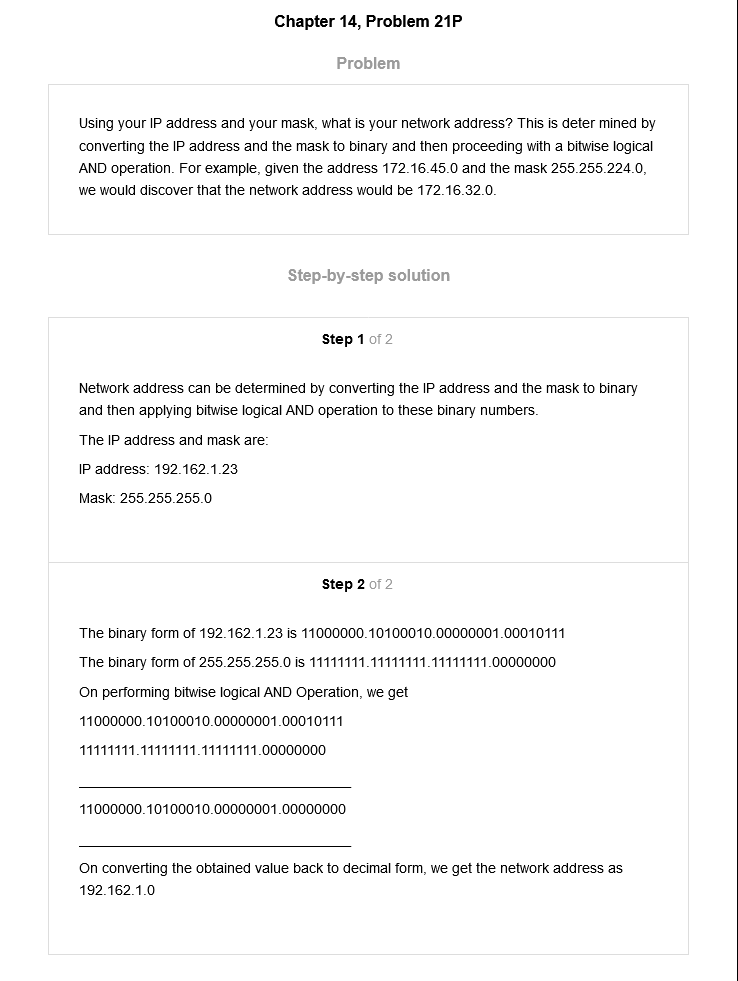 Chapter 14, Problem 21P
Problem
Using your IP address and your mask, what is your network address? This is deter mined by
converting the IP address and the mask to binary and then proceeding with a bitwise logical
AND operation. For example, given the address 172.16.45.0 and the mask 255.255.224.0,
we would discover that the network address would be 172.16.32.0.
Step-by-step solution
Step 1 of 2
Network address can be determined by converting the IP address and the mask to binary
and then applying bitwise logical AND operation to these binary numbers.
The IP address and mask are:
IP address: 192.162.1.23
Mask: 255.255.255.0
Step 2 of 2
The binary form of 192.162.1.23 is 11000000.10100010.00000001.00010111
The binary form of 255.255.255.0 is 11111111.11111111.11111111.00000000
On performing bitwise logical AND Operation, we get
11000000.10100010.00000001.00010111
11111111.11111111.11111111.00000000
11000000.10100010.00000001.00000000
On converting the obtained value back to decimal form, we get the network address as
192.162.1.0